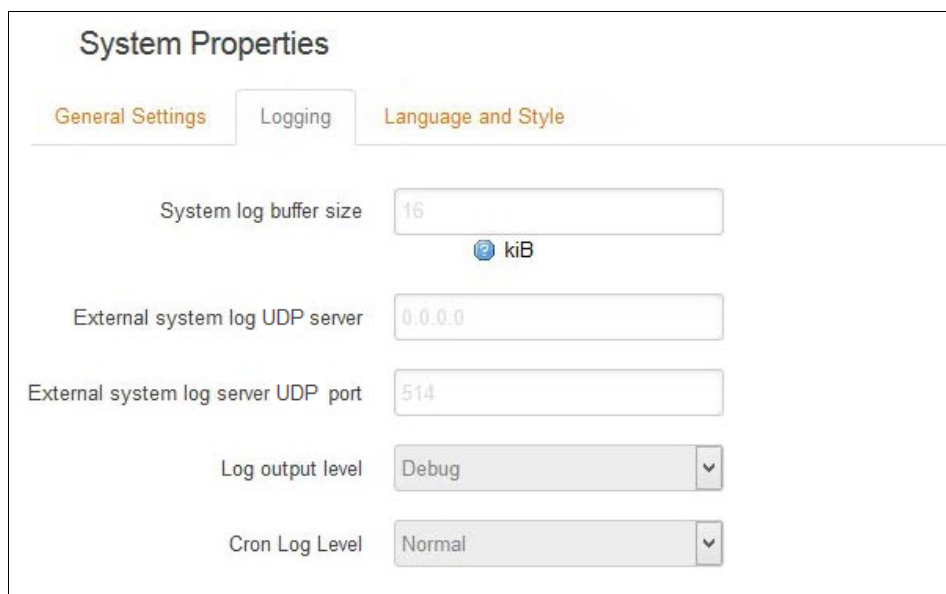 System Properties
General Settings Logging Language and Style
System log buffer size 16
kiB
External system log UDP server 0.0.0.0
External system log server UDP port 514
Log output level Debug
Cron Log Level Normal